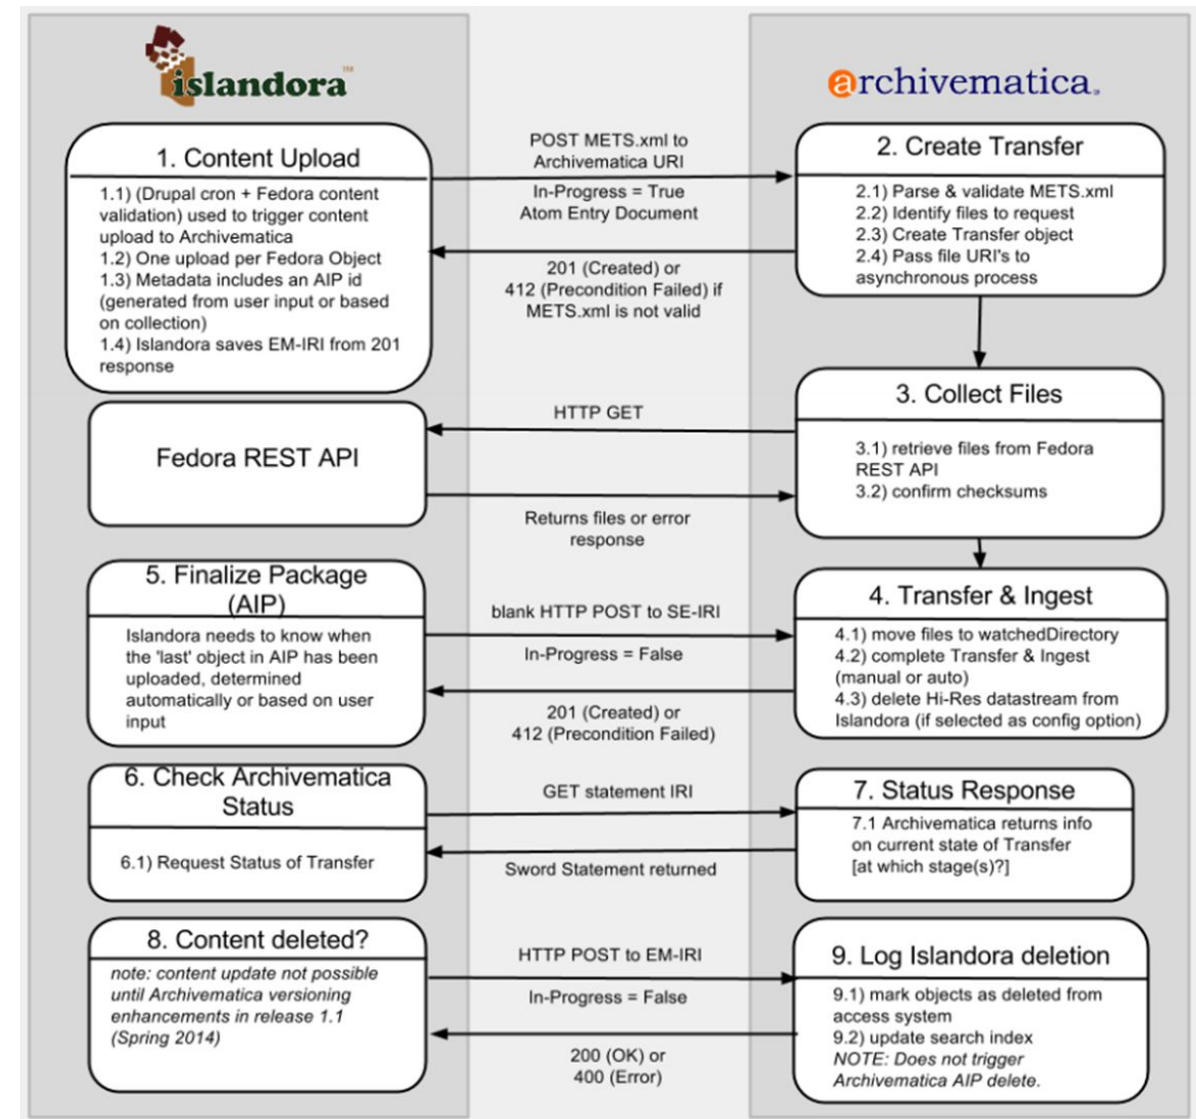 islandora™
archivematica
1. Content Upload
1.1) (Drupal cron + Fedora content
validation) used to trigger content
upload to Archivematica
1.2) One upload per Fedora Object
1.3) Metadata includes an AIP id
(generated from user input or based
on collection)
1.4) Islandora saves EM-IRI from 201
response
POST METS.xml to
Archivematica URI
In-Progress = True
Atom Entry Document
201 (Created) or
412 (Precondition Failed) if
METS.xml is not valid
2. Create Transfer
2.1) Parse & validate METS.xml
2.2) Identify files to request
2.3) Create Transfer object
2.4) Pass file URI's to
asynchronous process
Fedora REST API
HTTP GET
Returns files or error
response
3. Collect Files
3.1) retrieve files from Fedora
REST API
3.2) confirm checksums
5. Finalize Package
(AIP)
Islandora needs to know when
the 'last' object in AIP has been
uploaded, determined
automatically or based on user
input
blank HTTP POST to SE-IRI
In-Progress = False
201 (Created) or
412 (Precondition Failed)
4. Transfer & Ingest
4.1) move files to watchedDirectory
4.2) complete Transfer & Ingest
(manual or auto)
4.3) delete Hi-Res datastream from
Islandora (if selected as config option)
6. Check Archivematica
Status
6.1) Request Status of Transfer
GET statement IRI
Sword Statement returned
7. Status Response
7.1 Archivematica returns info
on current state of Transfer
[at which stage(s)?]
8. Content deleted?
note: content update not possible
until Archivematica versioning
enhancements in release 1.1
(Spring 2014)
HTTP POST to EM-IRI
In-Progress = False
200 (OK) or
400 (Error)
9. Log Islandora deletion
9.1) mark objects as deleted from
access system
9.2) update search index
NOTE: Does not trigger
Archivematica AIP delete.